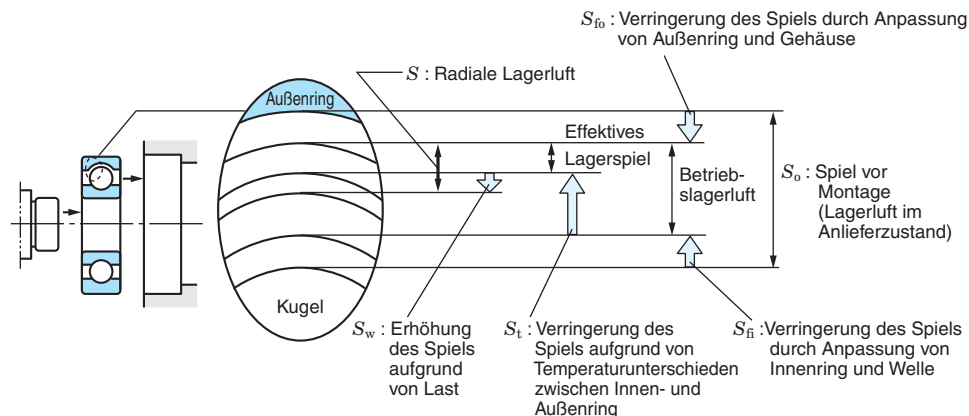 S_fo : Verringerung des Spiels durch Anpassung
von Außenring und Gehäuse
S : Radiale Lagerluft
Außenring
Effektives
Lagerspiel
Betrieb-
slagerluft
S_o : Spiel vor
Montage
(Lagerluft im
Anlieferzustand)
Kugel
S_w : Erhöhung
des Spiels
aufgrund
von Last
S_t : Verringerung des
Spiels aufgrund von
Temperaturunterschieden
zwischen Innen- und
Außenring
S_fi : Verringerung des Spiels
durch Anpassung von
Innenring und Welle